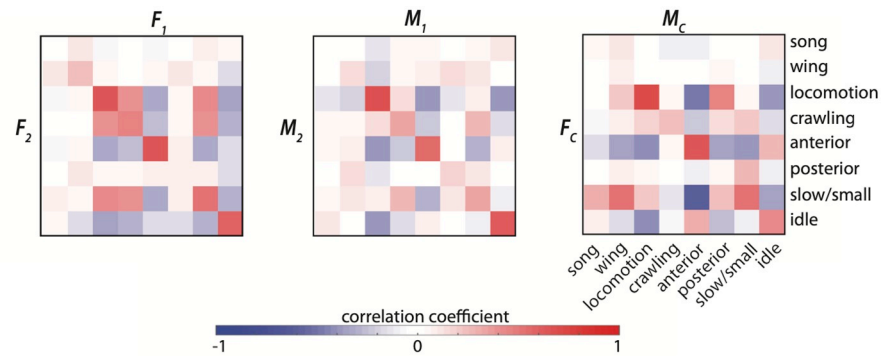 F1 M1 MC
F2 M2 FC
song
wing
locomotion
crawling
anterior
posterior
slow/small
idle
song wing locomotion crawling anterior posterior slow/small idle
correlation coefficient
-1 0 1